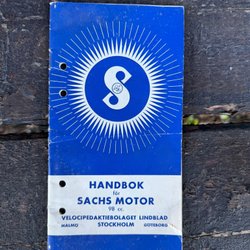 S
HANDBOK
för
SACHS MOTOR
98 cc.
VELOCIPEDAKTIEBOLAGET LINDBLAD
MALMÖ STOCKHOLM GÖTEBORG